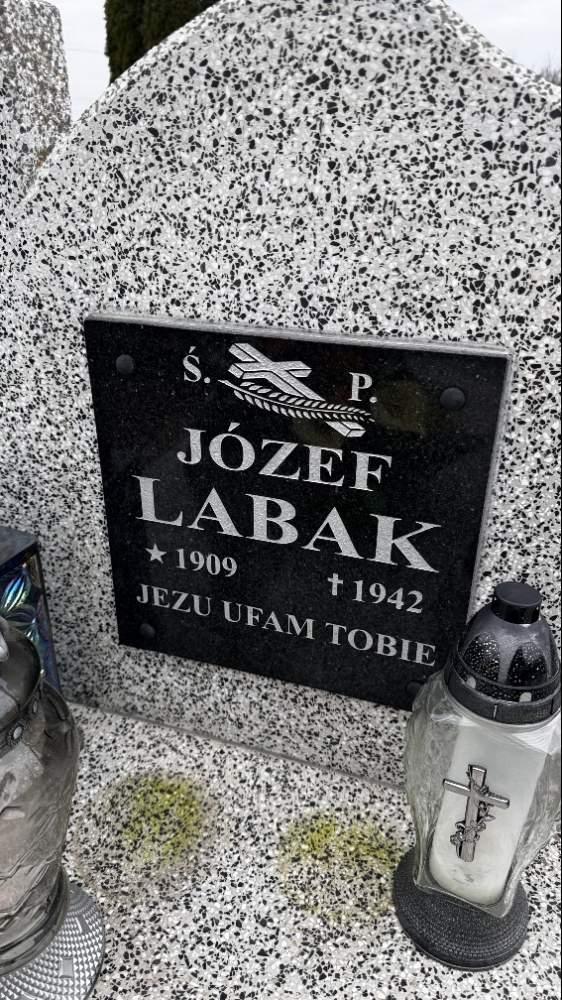 Ś. P.
JÓZEF
LABAK
★ 1909 † 1942
JEZU UFAM TOBIE